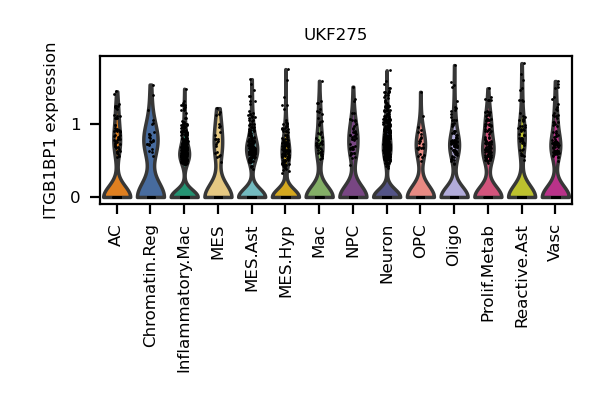 UKF275
ITGB1BP1 expression
1
0
AC
Chromatin.Reg
Inflammatory.Mac
MES
MES.Ast
MES.Hyp
Mac
NPC
Neuron
OPC
Oligo
Prolif.Metab
Reactive.Ast
Vasc